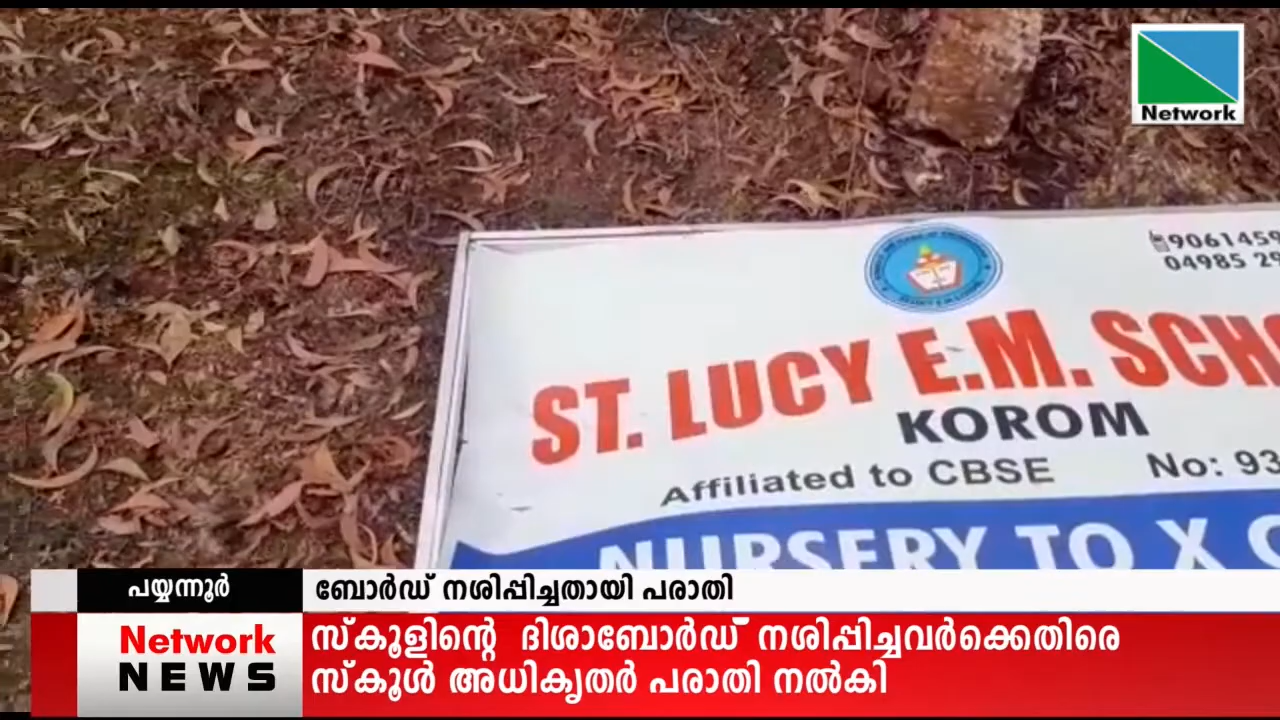 Network
9061459
04985 29
ST. LUCY E.M. SCHO
KOROM
Affiliated to CBSE No: 93
NURSERY TO X C
പയ്യന്നൂർ
ബോർഡ് നശിപ്പിച്ചതായി പരാതി
Network
NEWS
സ്കൂളിന്റെ ദിശാബോർഡ് നശിപ്പിച്ചവർക്കെതിരെ
സ്കൂൾ അധികൃതർ പരാതി നൽകി